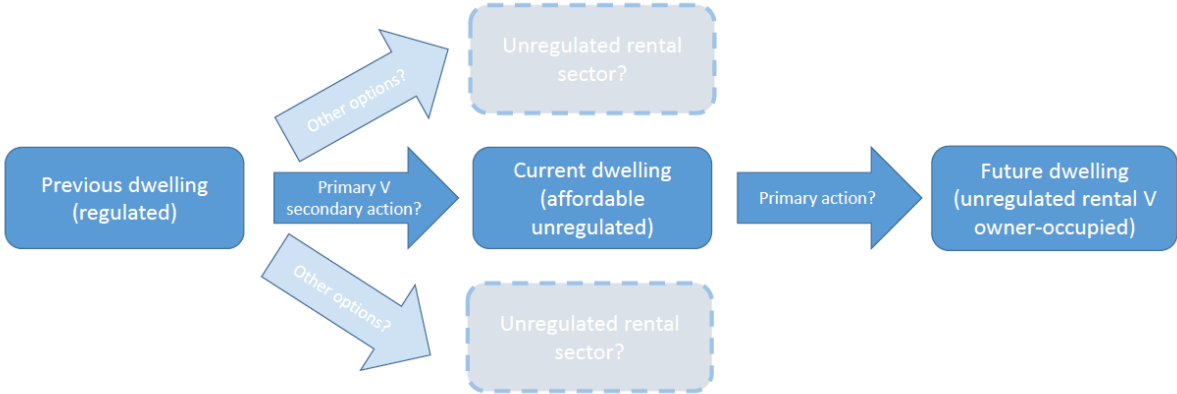 Unregulated rental
sector?
Other options?
Previous dwelling
(regulated)
Primary V
secondary action?
Current dwelling
(affordable
unregulated)
Primary action?
Future dwelling
(unregulated rental V
owner-occupied)
Other options?
Unregulated rental
sector?